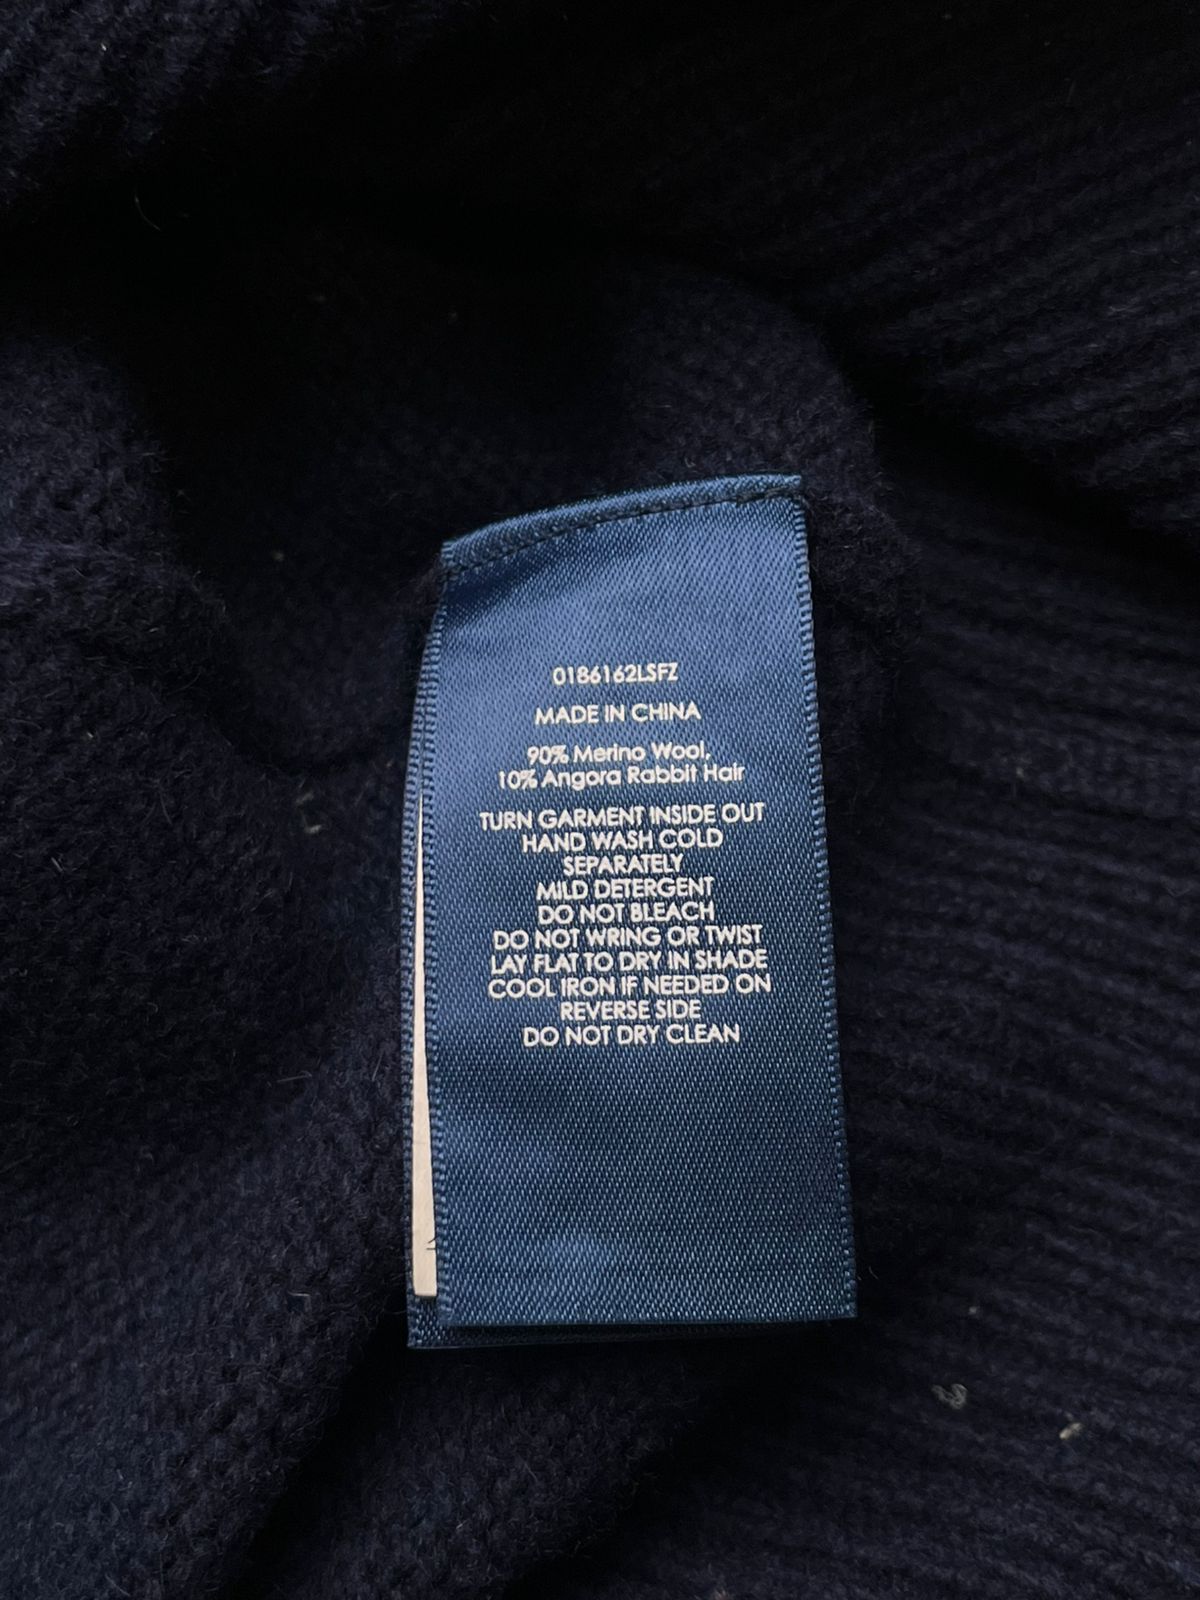 0186162LSFZ
MADE IN CHINA
90% Merino Wool,
10% Angora Rabbit Hair
TURN GARMENT INSIDE OUT
HAND WASH COLD
SEPARATELY
MILD DETERGENT
DO NOT BLEACH
DO NOT WRING OR TWIST
LAY FLAT TO DRY IN SHADE
COOL IRON IF NEEDED ON
REVERSE SIDE
DO NOT DRY CLEAN